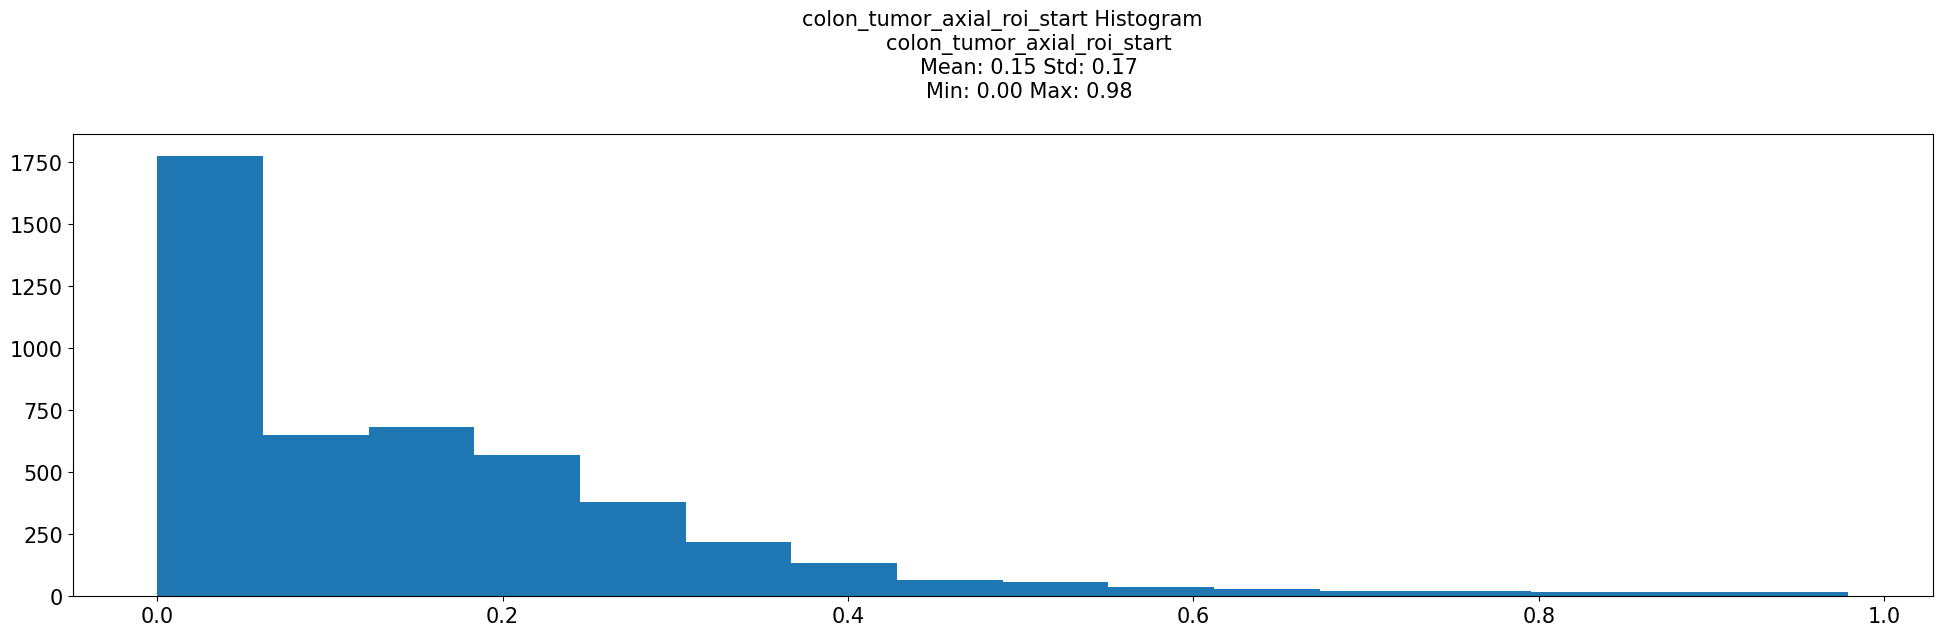 colon_tumor_axial_roi_start Histogram
colon_tumor_axial_roi_start
Mean: 0.15 Std: 0.17
Min: 0.00 Max: 0.98
1750
1500
1250
1000
750
500
250
0
0.0 0.2 0.4 0.6 0.8 1.0